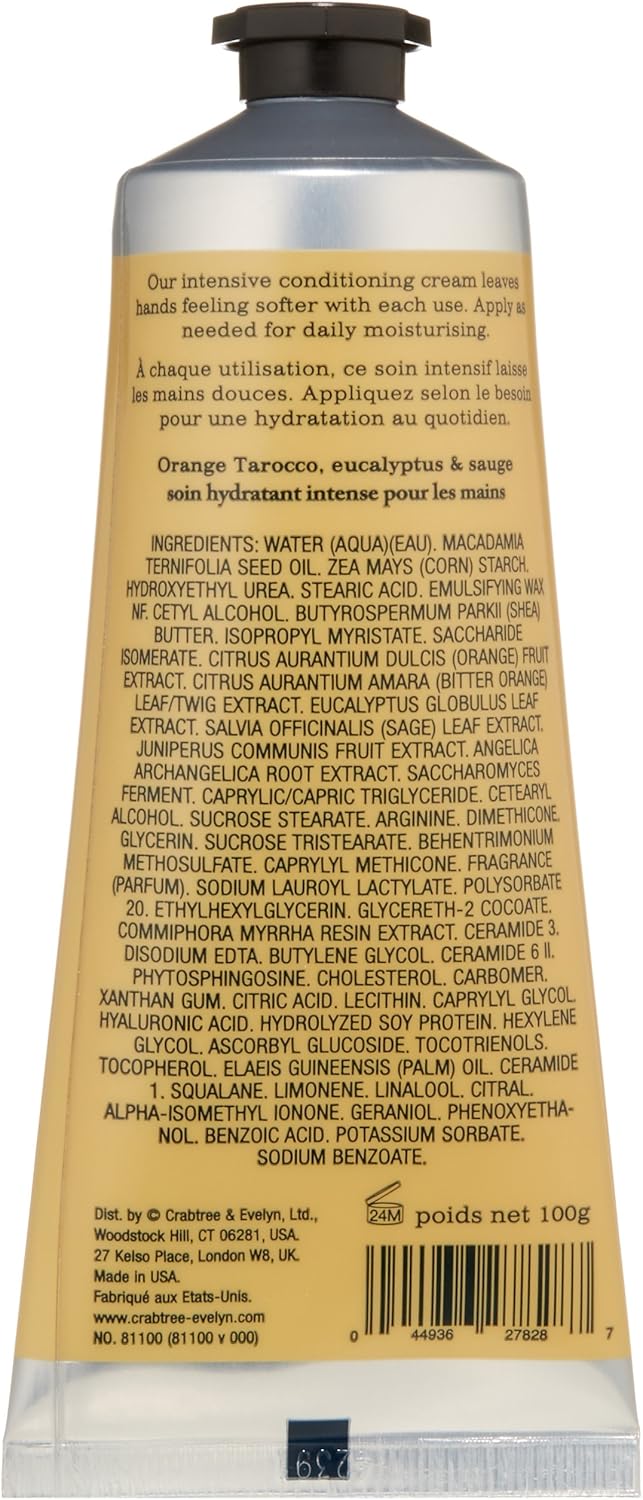 Our intensive conditioning cream leaves
hands feeling softer with each use. Apply as
needed for daily moisturising.
À chaque utilisation, ce soin intensif laisse
les mains douces. Appliquez selon le besoin
pour une hydratation au quotidien.
Orange Tarocco, eucalyptus & sauge
soin hydratant intense pour les mains
INGREDIENTS: WATER (AQUA)(EAU). MACADAMIA
TERNIFOLIA SEED OIL. ZEA MAYS (CORN) STARCH.
HYDROXYETHYL UREA. STEARIC ACID. EMULSIFYING WAX
NF. CETYL ALCOHOL. BUTYROSPERMUM PARKII (SHEA)
BUTTER. ISOPROPYL MYRISTATE. SACCHARIDE
ISOMERATE. CITRUS AURANTIUM DULCIS (ORANGE) FRUIT
EXTRACT. CITRUS AURANTIUM AMARA (BITTER ORANGE)
LEAF/TWIG EXTRACT. EUCALYPTUS GLOBULUS LEAF
EXTRACT. SALVIA OFFICINALIS (SAGE) LEAF EXTRACT.
JUNIPERUS COMMUNIS FRUIT EXTRACT. ANGELICA
ARCHANGELICA ROOT EXTRACT. SACCHAROMYCES
FERMENT. CAPRYLIC/CAPRIC TRIGLYCERIDE. CETEARYL
ALCOHOL. SUCROSE STEARATE. ARGININE. DIMETHICONE.
GLYCERIN. SUCROSE TRISTEARATE. BEHENTRIMONIUM
METHOSULFATE. CAPRYLYL METHICONE. FRAGRANCE
(PARFUM). SODIUM LAUROYL LACTYLATE. POLYSORBATE
20. ETHYLHEXYLGLYCERIN. GLYCERETH-2 COCOATE.
COMMIPHORA MYRRHA RESIN EXTRACT. CERAMIDE 3.
DISODIUM EDTA. BUTYLENE GLYCOL. CERAMIDE 6 II.
PHYTOSPHINGOSINE. CHOLESTEROL. CARBOMER.
XANTHAN GUM. CITRIC ACID. LECITHIN. CAPRYLYL GLYCOL.
HYALURONIC ACID. HYDROLYZED SOY PROTEIN. HEXYLENE
GLYCOL. ASCORBYL GLUCOSIDE. TOCOTRIENOLS.
TOCOPHEROL. ELAEIS GUINEENSIS (PALM) OIL. CERAMIDE
1. SQUALANE. LIMONENE. LINALOOL. CITRAL.
ALPHA-ISOMETHYL IONONE. GERANIOL. PHENOXYETHA-
NOL. BENZOIC ACID. POTASSIUM SORBATE.
SODIUM BENZOATE.
Dist. by © Crabtree & Evelyn, Ltd.,
Woodstock Hill, CT 06281, USA.
27 Kelso Place, London W8, UK.
Made in USA.
Fabriqué aux Etats-Unis.
www.crabtree-evelyn.com
NO. 81100 (81100 v 000)
24M poids net 100g
0 44936 27828 7
239